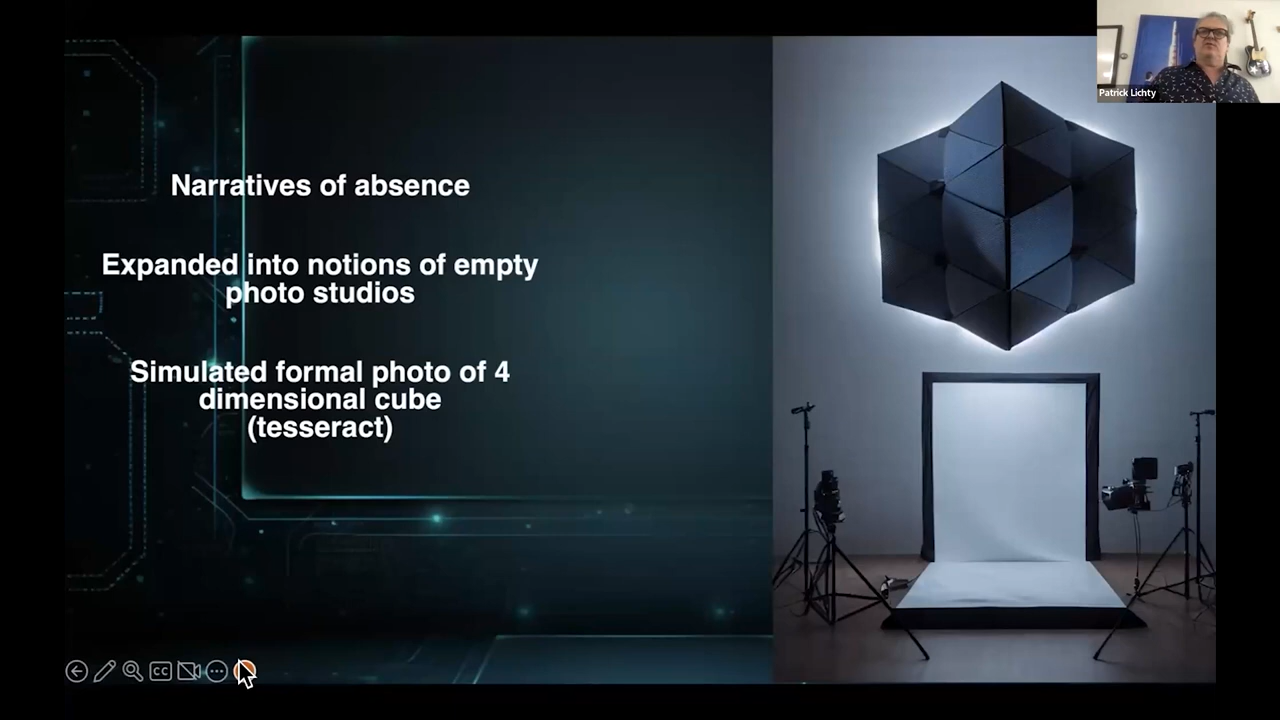 Patrick Lichty
Narratives of absence
Expanded into notions of empty
photo studios
Simulated formal photo of 4
dimensional cube
(tesseract)
CC